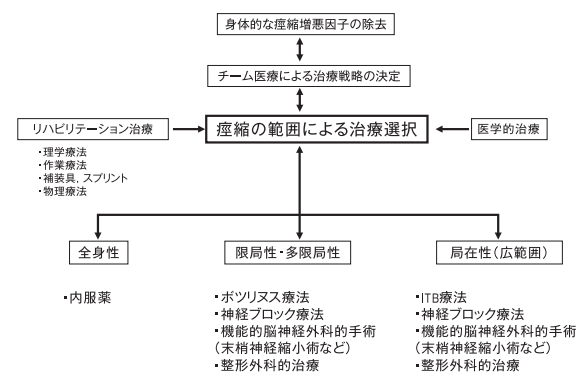 身体的な痙縮増悪因子の除去
チーム医療による治療戦略の決定
リハビリテーション治療
痙縮の範囲による治療選択
医学的治療
・理学療法
・作業療法
・補装具，スプリント
・物理療法
全身性
限局性・多限局性
局在性（広範囲）
・内服薬
・ボツリヌス療法
・神経ブロック療法
・機能的脳神経外科的手術
（末梢神経縮小術など）
・整形外科的治療
・ITB療法
・神経ブロック療法
・機能的脳神経外科的手術
（末梢神経縮小術など）
・整形外科的治療